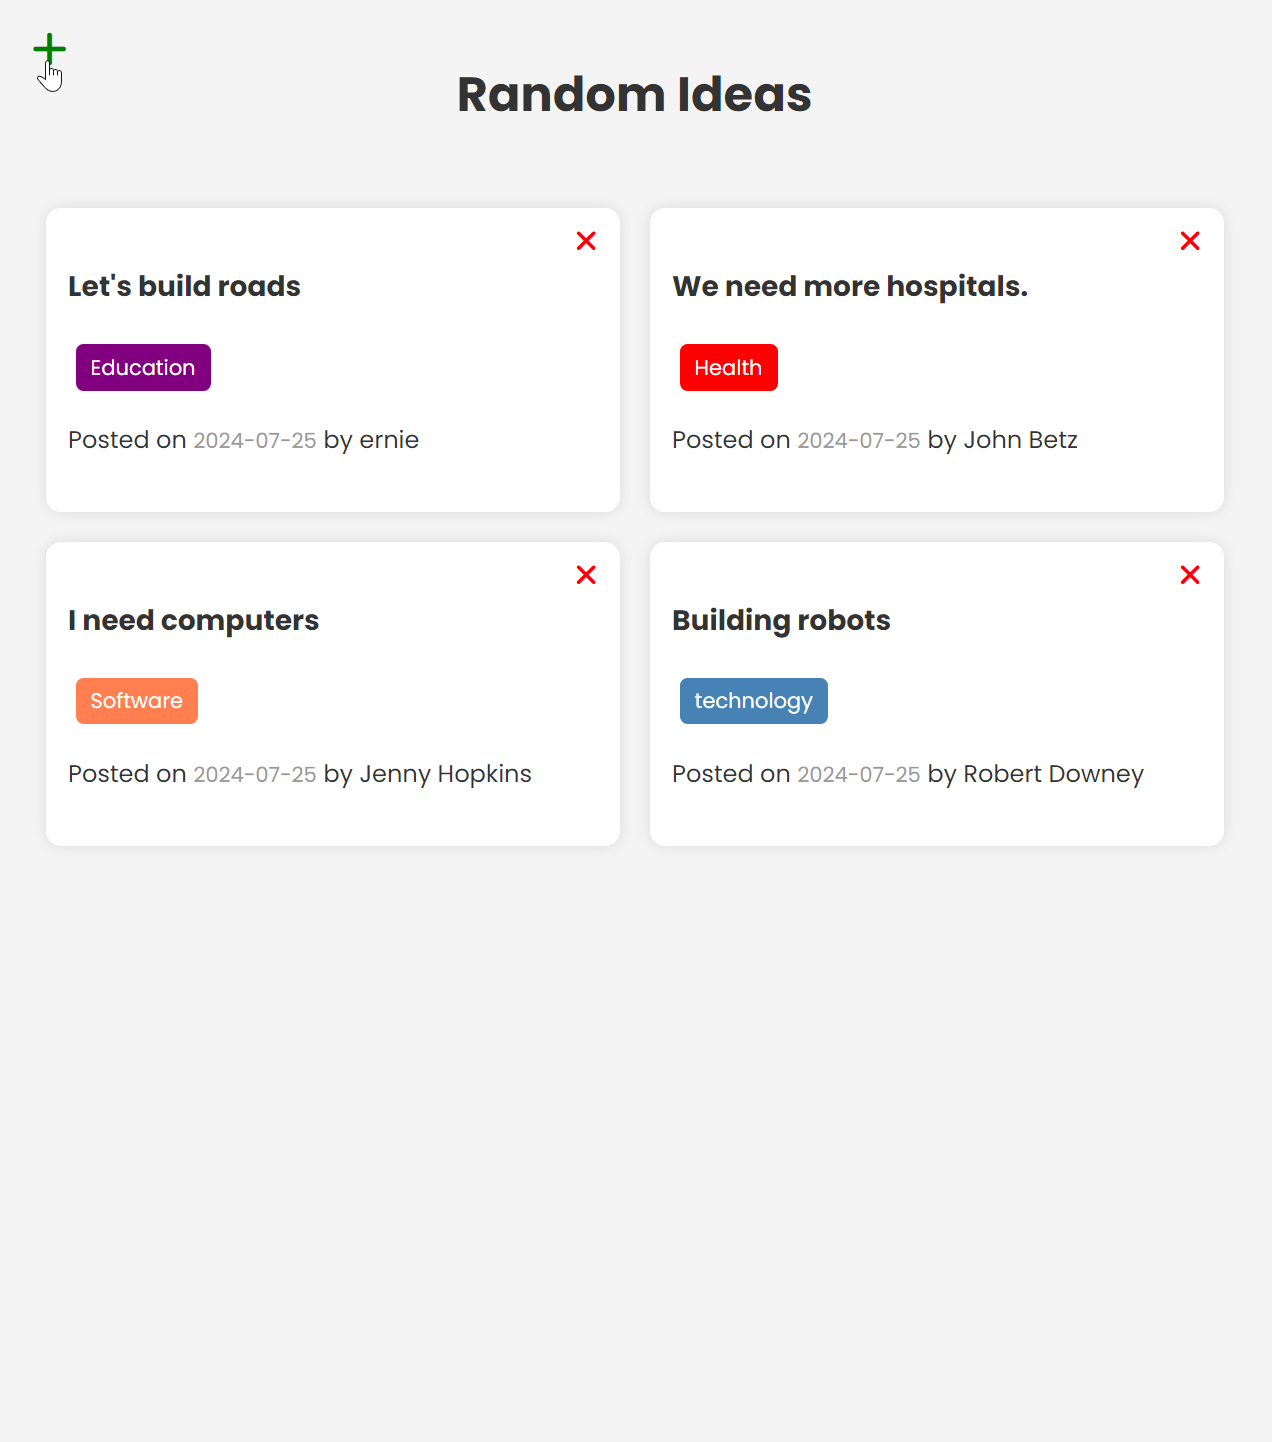 Random Ideas
Let's build roads
Education
Posted on 2024-07-25 by ernie
We need more hospitals.
Health
Posted on 2024-07-25 by John Betz
I need computers
Software
Posted on 2024-07-25 by Jenny Hopkins
Building robots
technology
Posted on 2024-07-25 by Robert Downey